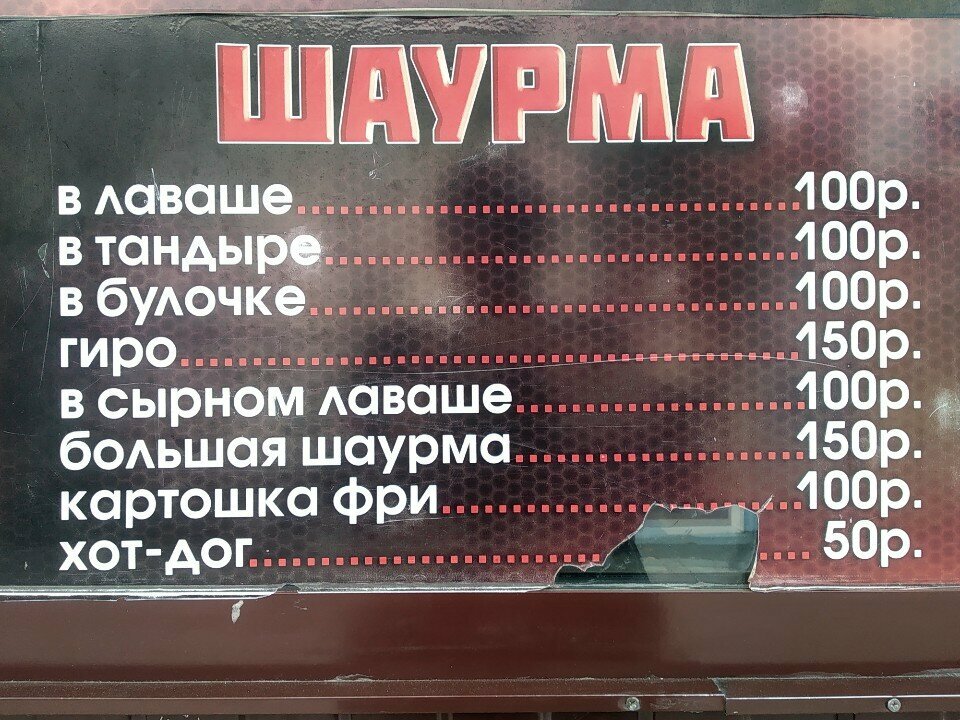 ШАУРМА
в лаваше................................100р.
в тандыре..............................100р.
в булочке...............................100р.
гиро........................................150р.
в сырном лаваше..................100р.
большая шаурма..................150р.
картошка фри.......................100р.
хот-дог.......................... 50р.